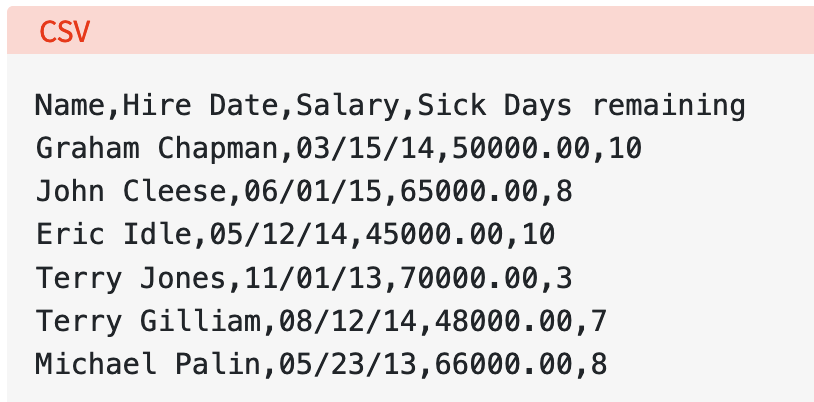 CSV
Name,Hire Date,Salary,Sick Days remaining
Graham Chapman,03/15/14,50000.00,10
John Cleese,06/01/15,65000.00,8
Eric Idle,05/12/14,45000.00,10
Terry Jones,11/01/13,70000.00,3
Terry Gilliam,08/12/14,48000.00,7
Michael Palin,05/23/13,66000.00,8